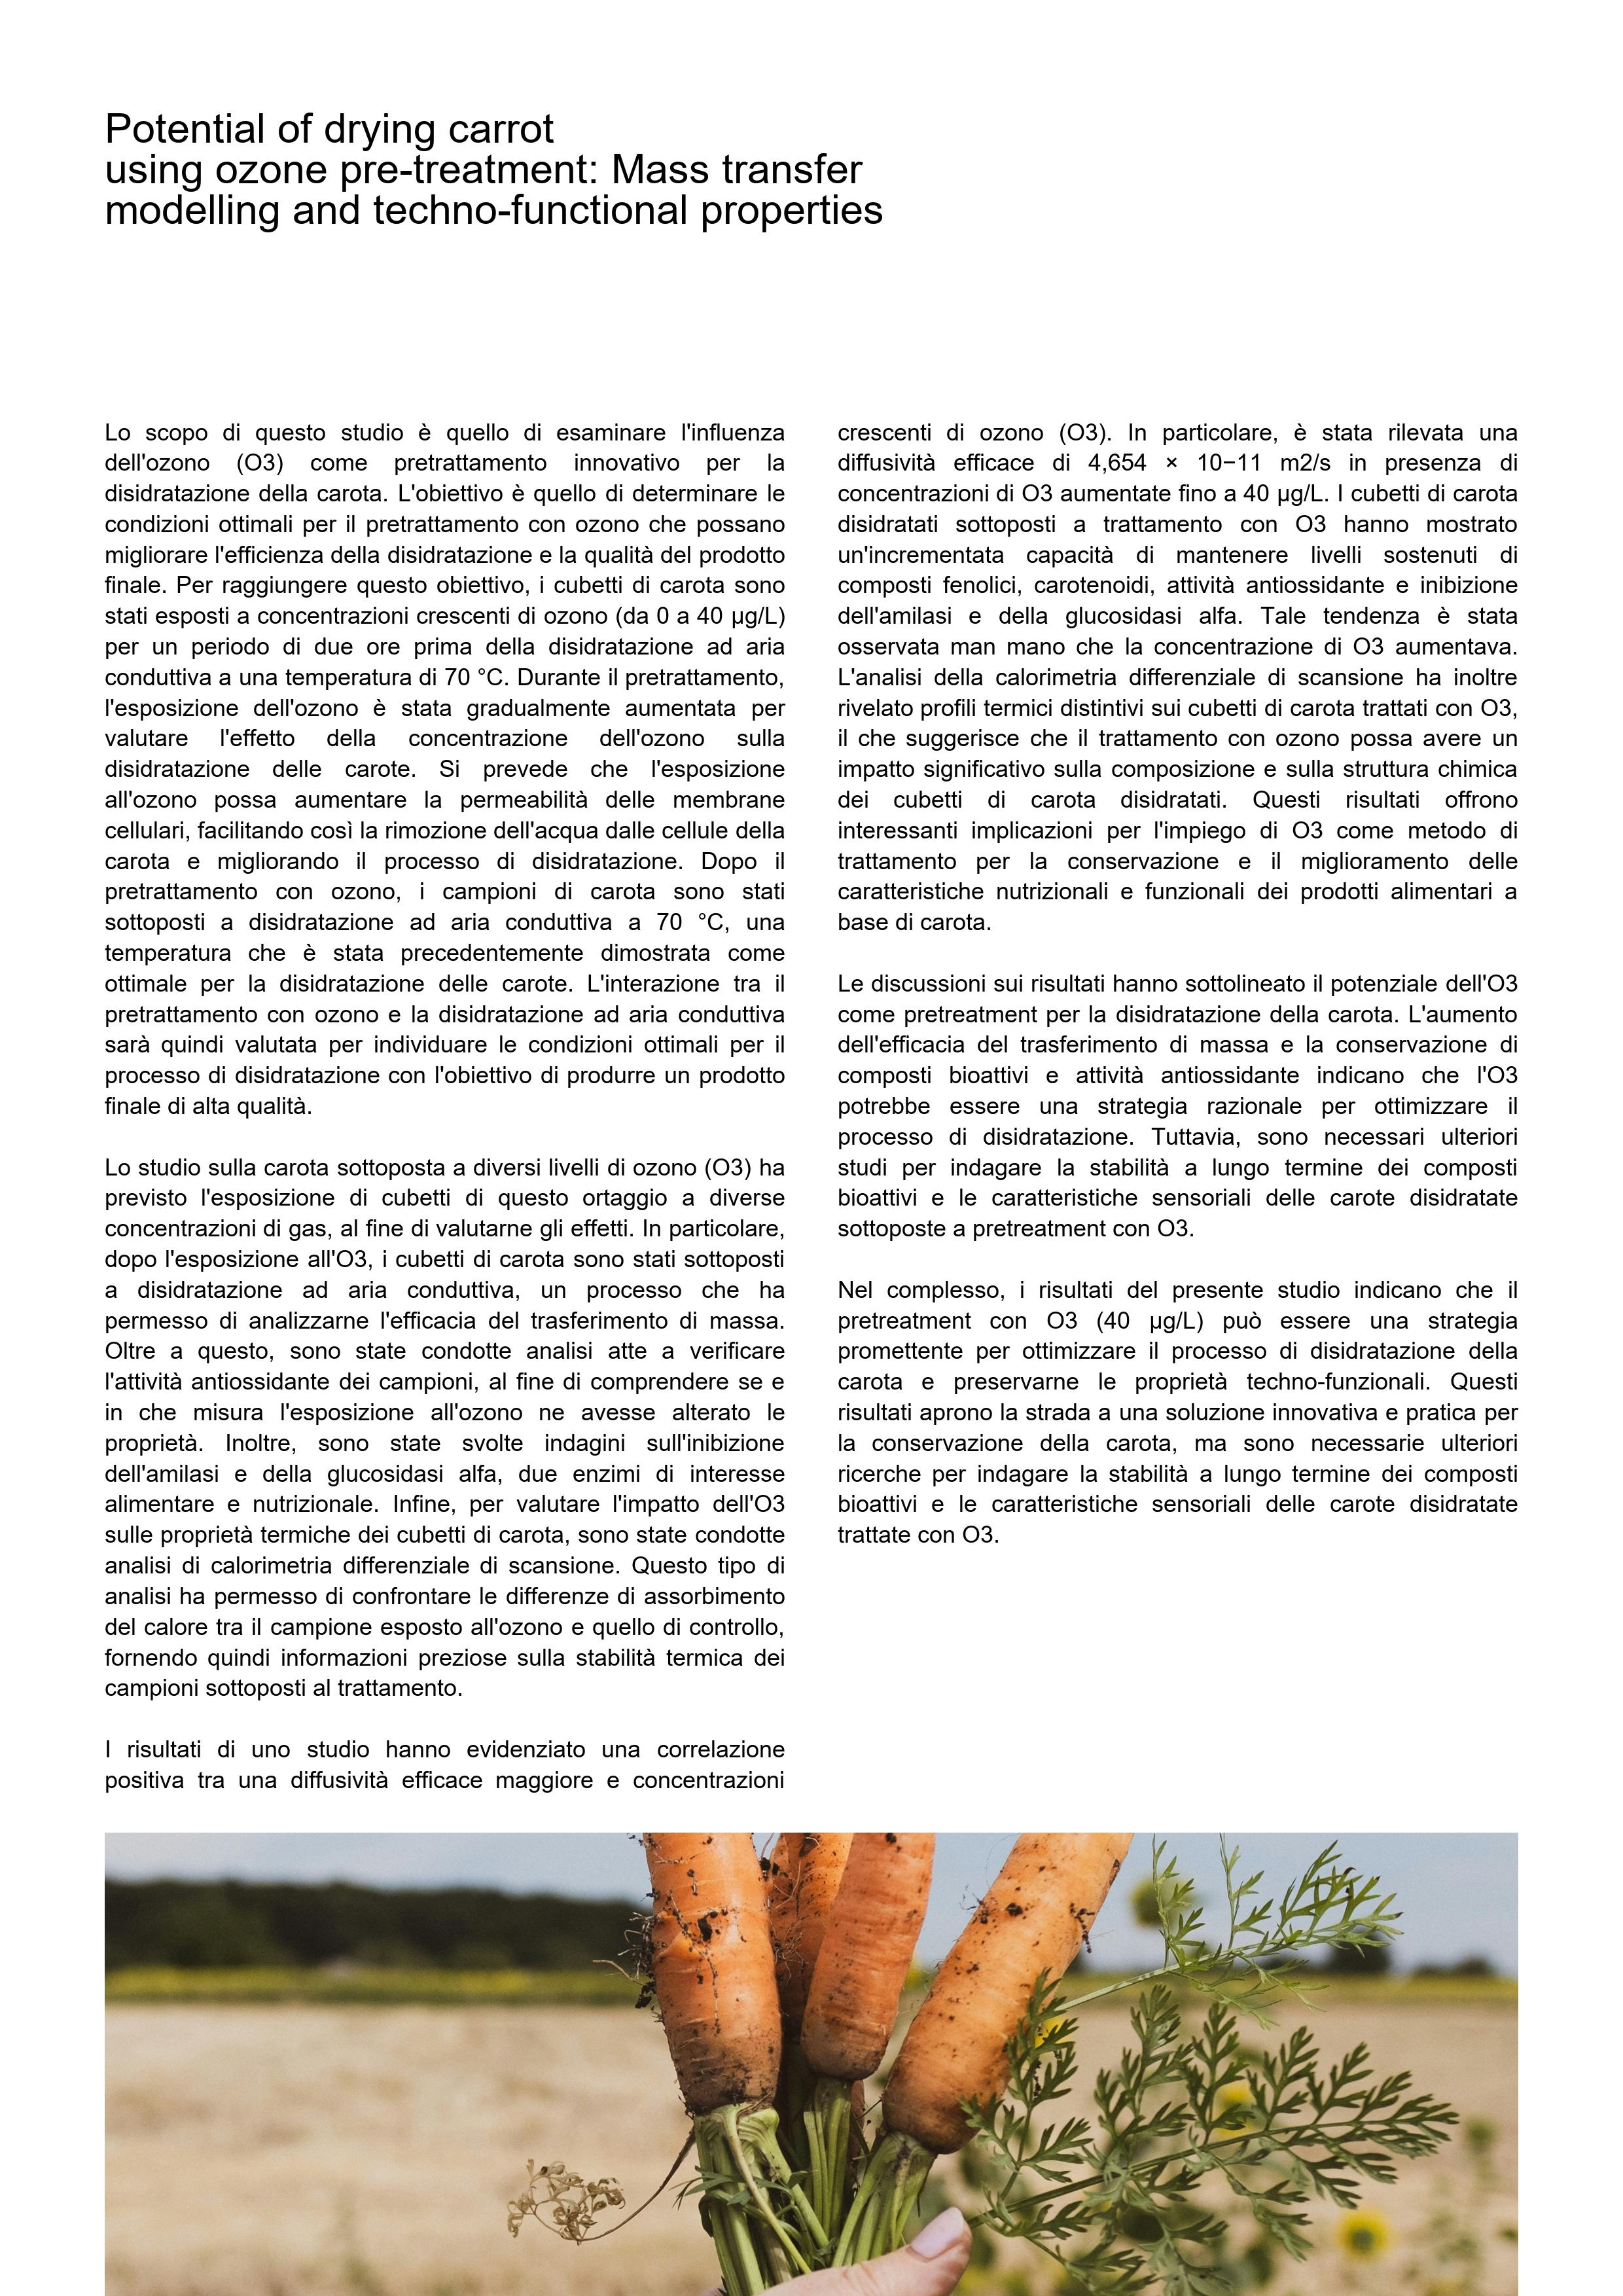 Potential of drying carrot
using ozone pre-treatment: Mass transfer
modelling and techno-functional properties
Lo scopo di questo studio è quello di esaminare l'influenza
dell'ozono (O3) come pretrattamento innovativo per la
disidratazione della carota. L'obiettivo è quello di determinare le
condizioni ottimali per il pretrattamento con ozono che possano
migliorare l'efficienza della disidratazione e la qualità del prodotto
finale. Per raggiungere questo obiettivo, i cubetti di carota sono
stati esposti a concentrazioni crescenti di ozono (da 0 a 40 μg/L)
per un periodo di due ore prima della disidratazione ad aria
conduttiva a una temperatura di 70 °C. Durante il pretrattamento,
l'esposizione dell'ozono è stata gradualmente aumentata per
valutare l'effetto della concentrazione dell'ozono sulla
disidratazione delle carote. Si prevede che l'esposizione
all'ozono possa aumentare la permeabilità delle membrane
cellulari, facilitando così la rimozione dell'acqua dalle cellule della
carota e migliorando il processo di disidratazione. Dopo il
pretrattamento con ozono, i campioni di carota sono stati
sottoposti a disidratazione ad aria conduttiva a 70 °C, una
temperatura che è stata precedentemente dimostrata come
ottimale per la disidratazione delle carote. L'interazione tra il
pretrattamento con ozono e la disidratazione ad aria conduttiva
sarà quindi valutata per individuare le condizioni ottimali per il
processo di disidratazione con l'obiettivo di produrre un prodotto
finale di alta qualità.
Lo studio sulla carota sottoposta a diversi livelli di ozono (O3) ha
previsto l'esposizione di cubetti di questo ortaggio a diverse
concentrazioni di gas, al fine di valutarne gli effetti. In particolare,
dopo l'esposizione all'O3, i cubetti di carota sono stati sottoposti
a disidratazione ad aria conduttiva, un processo che ha
permesso di analizzarne l'efficacia del trasferimento di massa.
Oltre a questo, sono state condotte analisi atte a verificare
l'attività antiossidante dei campioni, al fine di comprendere se e
in che misura l'esposizione all'ozono ne avesse alterato le
proprietà. Inoltre, sono state svolte indagini sull'inibizione
dell'amilasi e della glucosidasi alfa, due enzimi di interesse
alimentare e nutrizionale. Infine, per valutare l'impatto dell'O3
sulle proprietà termiche dei cubetti di carota, sono state condotte
analisi di calorimetria differenziale di scansione. Questo tipo di
analisi ha permesso di confrontare le differenze di assorbimento
del calore tra il campione esposto all'ozono e quello di controllo,
fornendo quindi informazioni preziose sulla stabilità termica dei
campioni sottoposti al trattamento.
I risultati di uno studio hanno evidenziato una correlazione
positiva tra una diffusività efficace maggiore e concentrazioni
crescenti di ozono (O3). In particolare, è stata rilevata una
diffusività efficace di 4,654 × 10−11 m2/s in presenza di
concentrazioni di O3 aumentate fino a 40 μg/L. I cubetti di carota
disidratati sottoposti a trattamento con O3 hanno mostrato
un'incrementata capacità di mantenere livelli sostenuti di
composti fenolici, carotenoidi, attività antiossidante e inibizione
dell'amilasi e della glucosidasi alfa. Tale tendenza è stata
osservata man mano che la concentrazione di O3 aumentava.
L'analisi della calorimetria differenziale di scansione ha inoltre
rivelato profili termici distintivi sui cubetti di carota trattati con O3,
il che suggerisce che il trattamento con ozono possa avere un
impatto significativo sulla composizione e sulla struttura chimica
dei cubetti di carota disidratati. Questi risultati offrono
interessanti implicazioni per l'impiego di O3 come metodo di
trattamento per la conservazione e il miglioramento delle
caratteristiche nutrizionali e funzionali dei prodotti alimentari a
base di carota.
Le discussioni sui risultati hanno sottolineato il potenziale dell'O3
come pretreatment per la disidratazione della carota. L'aumento
dell'efficacia del trasferimento di massa e la conservazione di
composti bioattivi e attività antiossidante indicano che l'O3
potrebbe essere una strategia razionale per ottimizzare il
processo di disidratazione. Tuttavia, sono necessari ulteriori
studi per indagare la stabilità a lungo termine dei composti
bioattivi e le caratteristiche sensoriali delle carote disidratate
sottoposte a pretreatment con O3.
Nel complesso, i risultati del presente studio indicano che il
pretreatment con O3 (40 μg/L) può essere una strategia
promettente per ottimizzare il processo di disidratazione della
carota e preservarne le proprietà techno-funzionali. Questi
risultati aprono la strada a una soluzione innovativa e pratica per
la conservazione della carota, ma sono necessarie ulteriori
ricerche per indagare la stabilità a lungo termine dei composti
bioattivi e le caratteristiche sensoriali delle carote disidratate
trattate con O3.